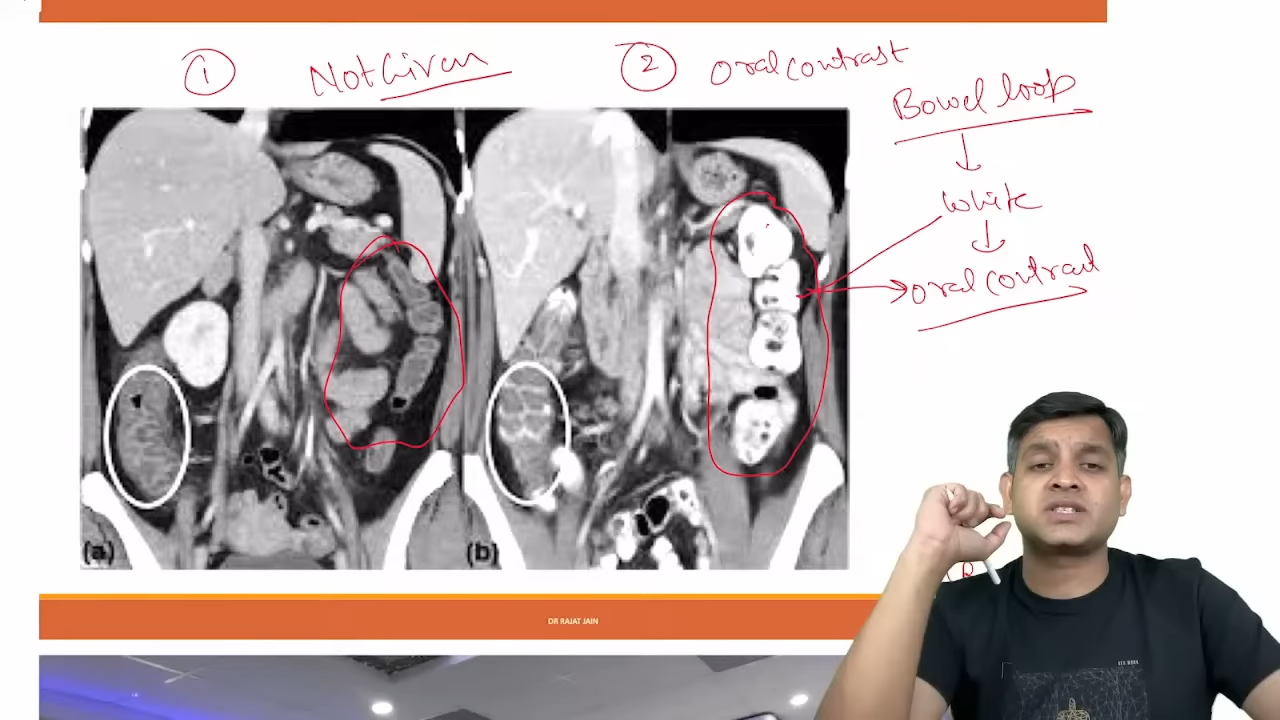 ① Not Given ② Oral contrast
Bowel loop
↓
white
↓
oral contrast
(a) (b)
DR RAJAT JAIN